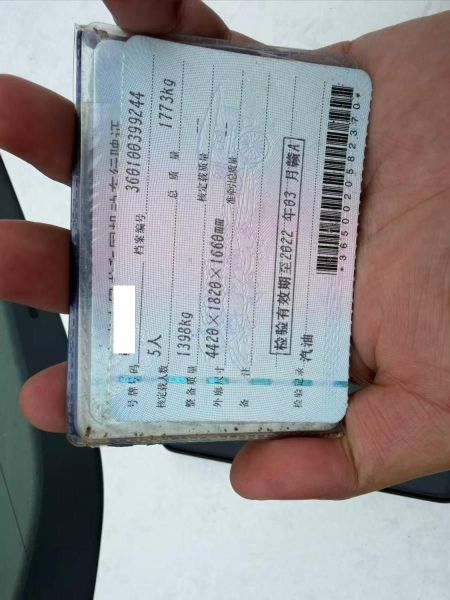 号牌号码 档案编号 360100399244
核定载人数 5人 总质量 1773kg
整备质量 1398kg 核定载质量 --
外廓尺寸 4420×1820×1660mm 准牵引总质量 --
备注
检验有效期至2022年03月赣A
检验记录 汽油
*3650020582370*